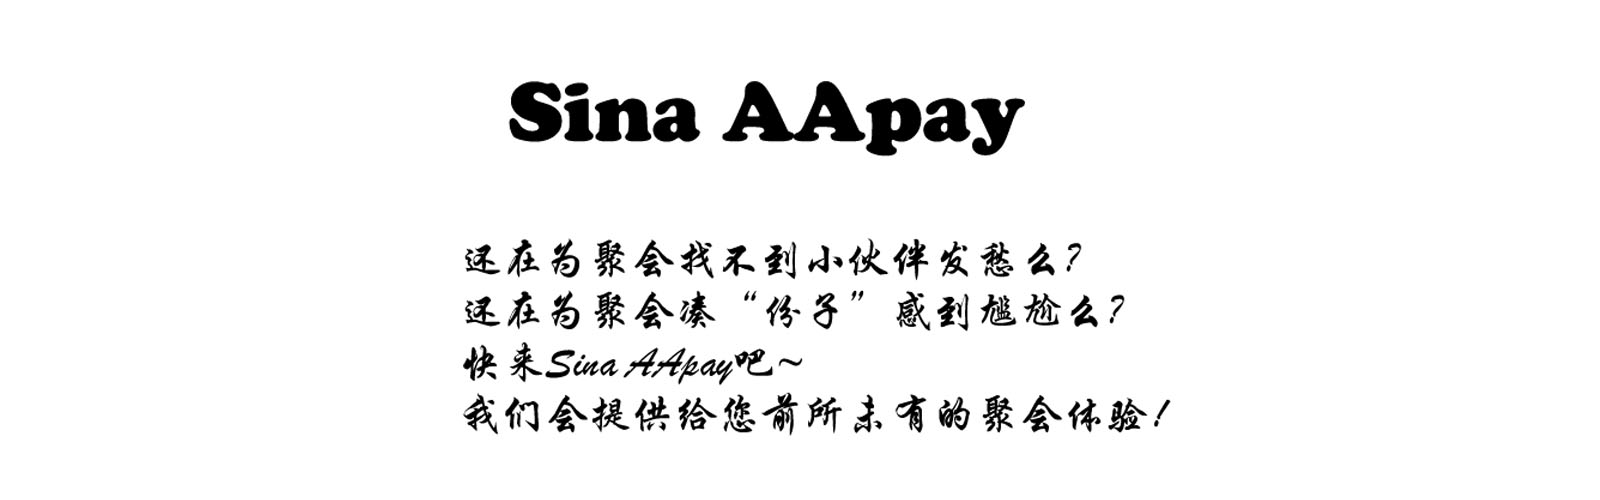 Sina AApay
还在为聚会找不到小伙伴发愁么？
还在为聚会凑“份子”感到尴尬么？
快来Sina AApay吧~
我们会提供给您前所未有的聚会体验！